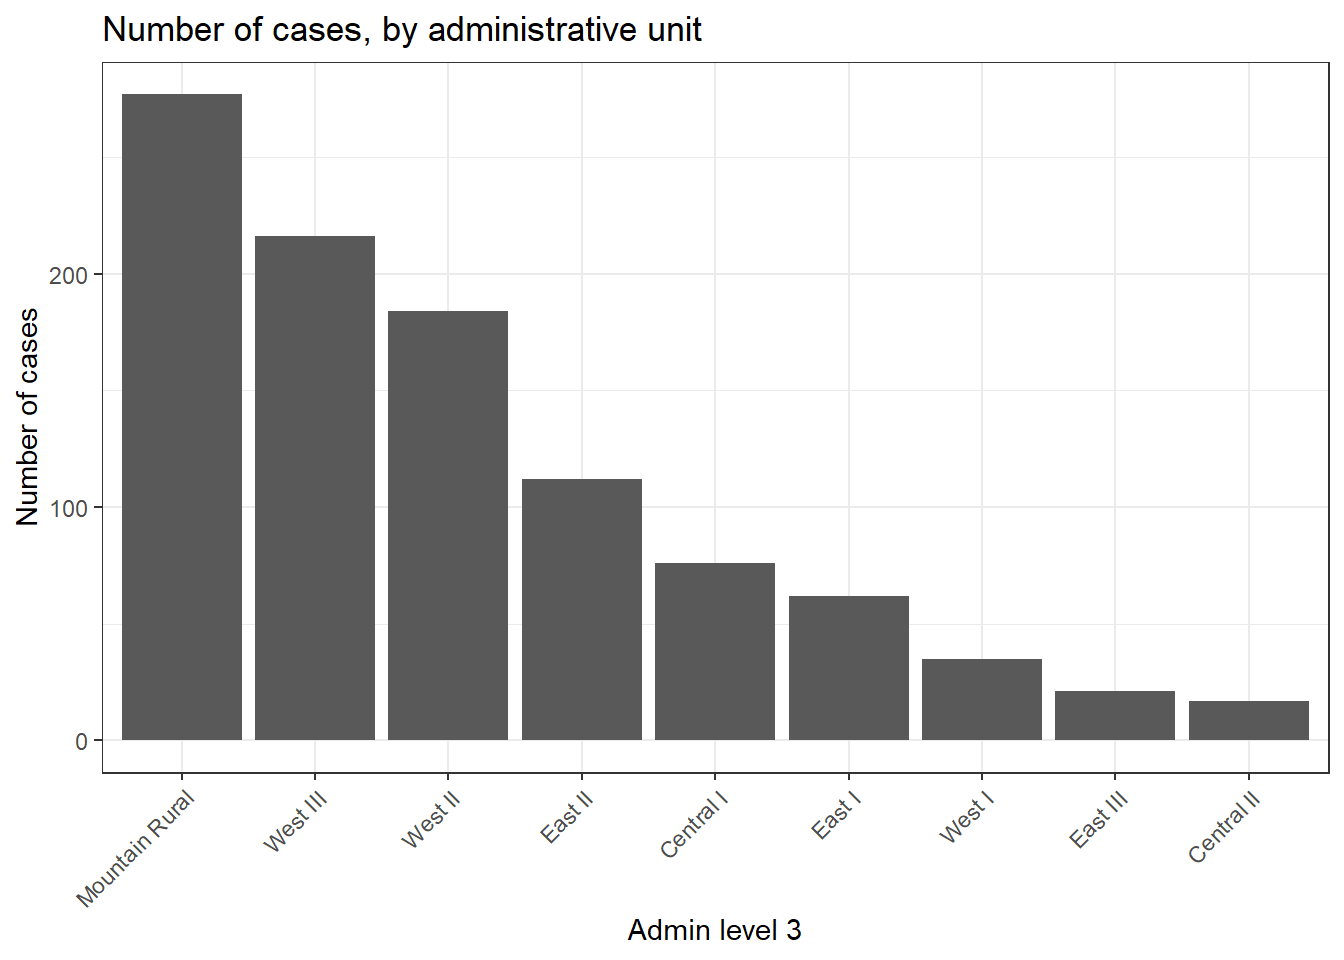 Number of cases, by administrative unit
Number of cases
200
100
0
Mountain Rural
West III
West II
East II
Central I
East I
West I
East III
Central II
Admin level 3